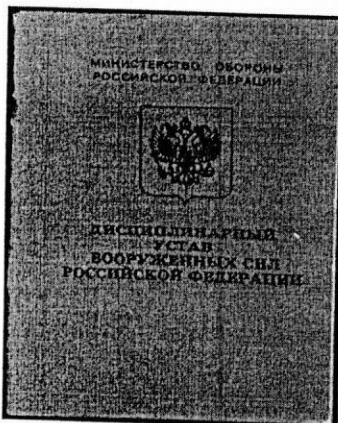 МИНИСТЕРСТВО ОБОРОНЫ
РОССИЙСКОЙ ФЕДЕРАЦИИ
ДИСЦИПЛИНАРНЫЙ
УСТАВ
ВООРУЖЕННЫХ СИЛ
РОССИЙСКОЙ ФЕДЕРАЦИИ